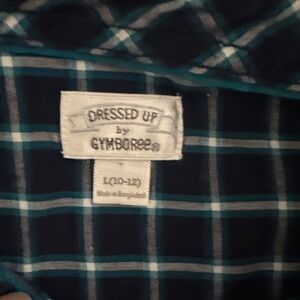 DRESSED UP
by
GYMBOREE®
L(10-12)
Made in Bangladesh